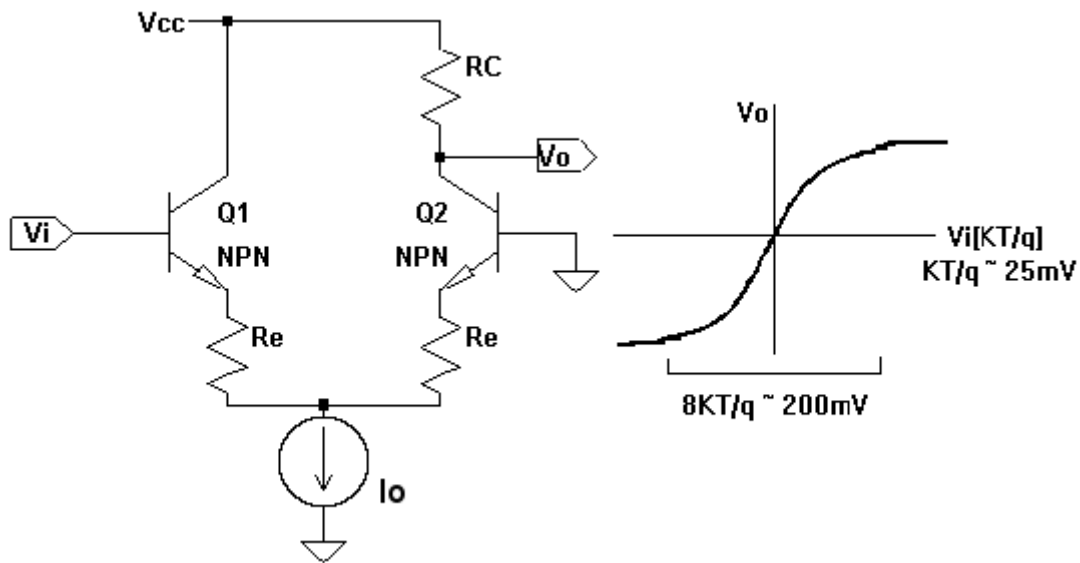 Vcc
RC
Vo
Vo
Vi
Q1
Q2
NPN
NPN
Vi[KT/q]
KT/q ~ 25mV
Re
Re
8KT/q ~ 200mV
Io